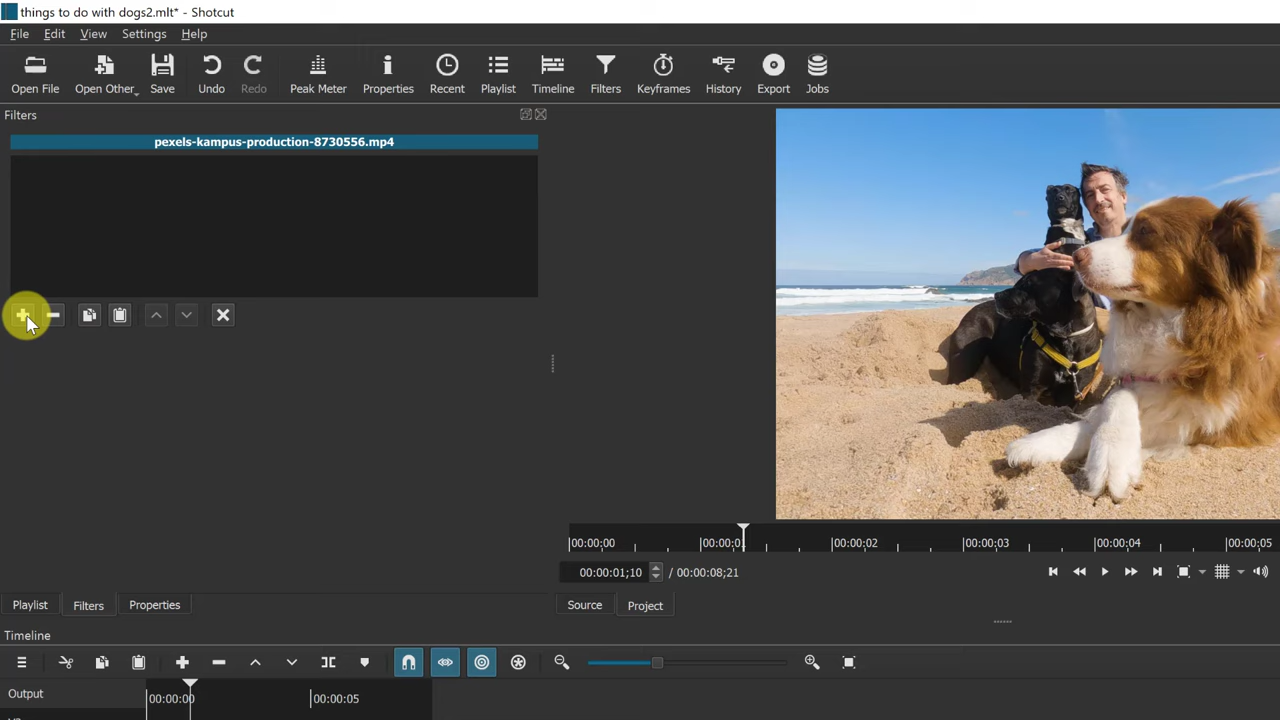 things to do with dogs2.mlt* - Shotcut
File Edit View Settings Help
Open File Open Other Save Undo Redo Peak Meter Properties Recent Playlist Timeline Filters Keyframes History Export Jobs
Filters
pexels-kampus-production-8730556.mp4
00:00:00 00:00:01 00:00:02 00:00:03 00:00:04 00:00:05
00:00:01;10 / 00:00:08;21
Playlist Filters Properties Source Project
Timeline
Output 00:00:00 00:00:05